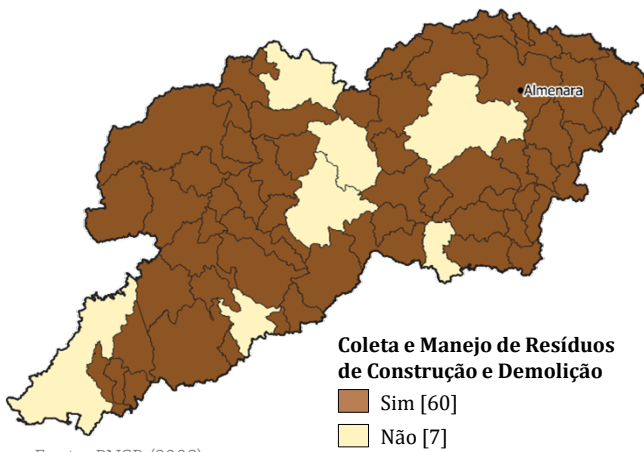 Almenara
Coleta e Manejo de Resíduos
de Construção e Demolição
Sim [60]
Não [7]